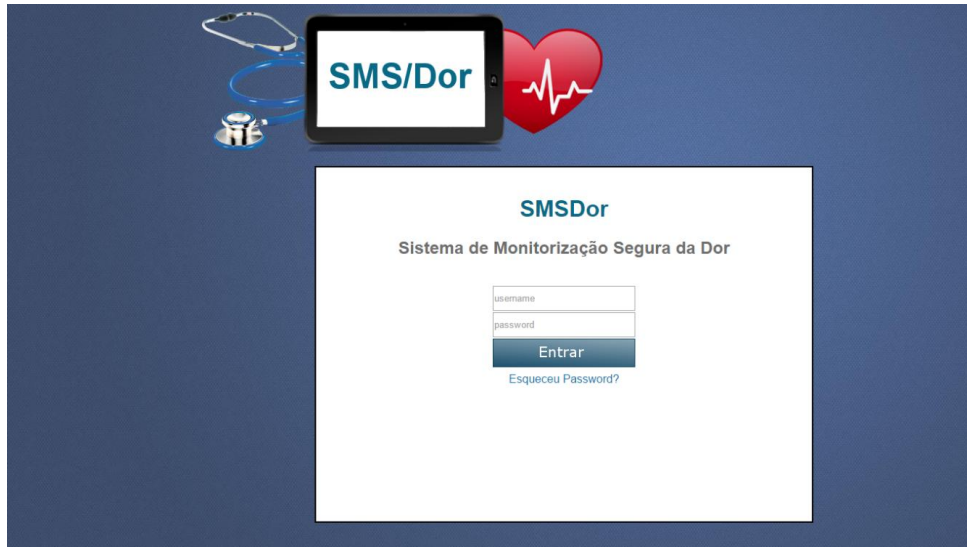 SMS/Dor
SMSDor
Sistema de Monitorização Segura da Dor
username
password
Entrar
Esqueceu Password?